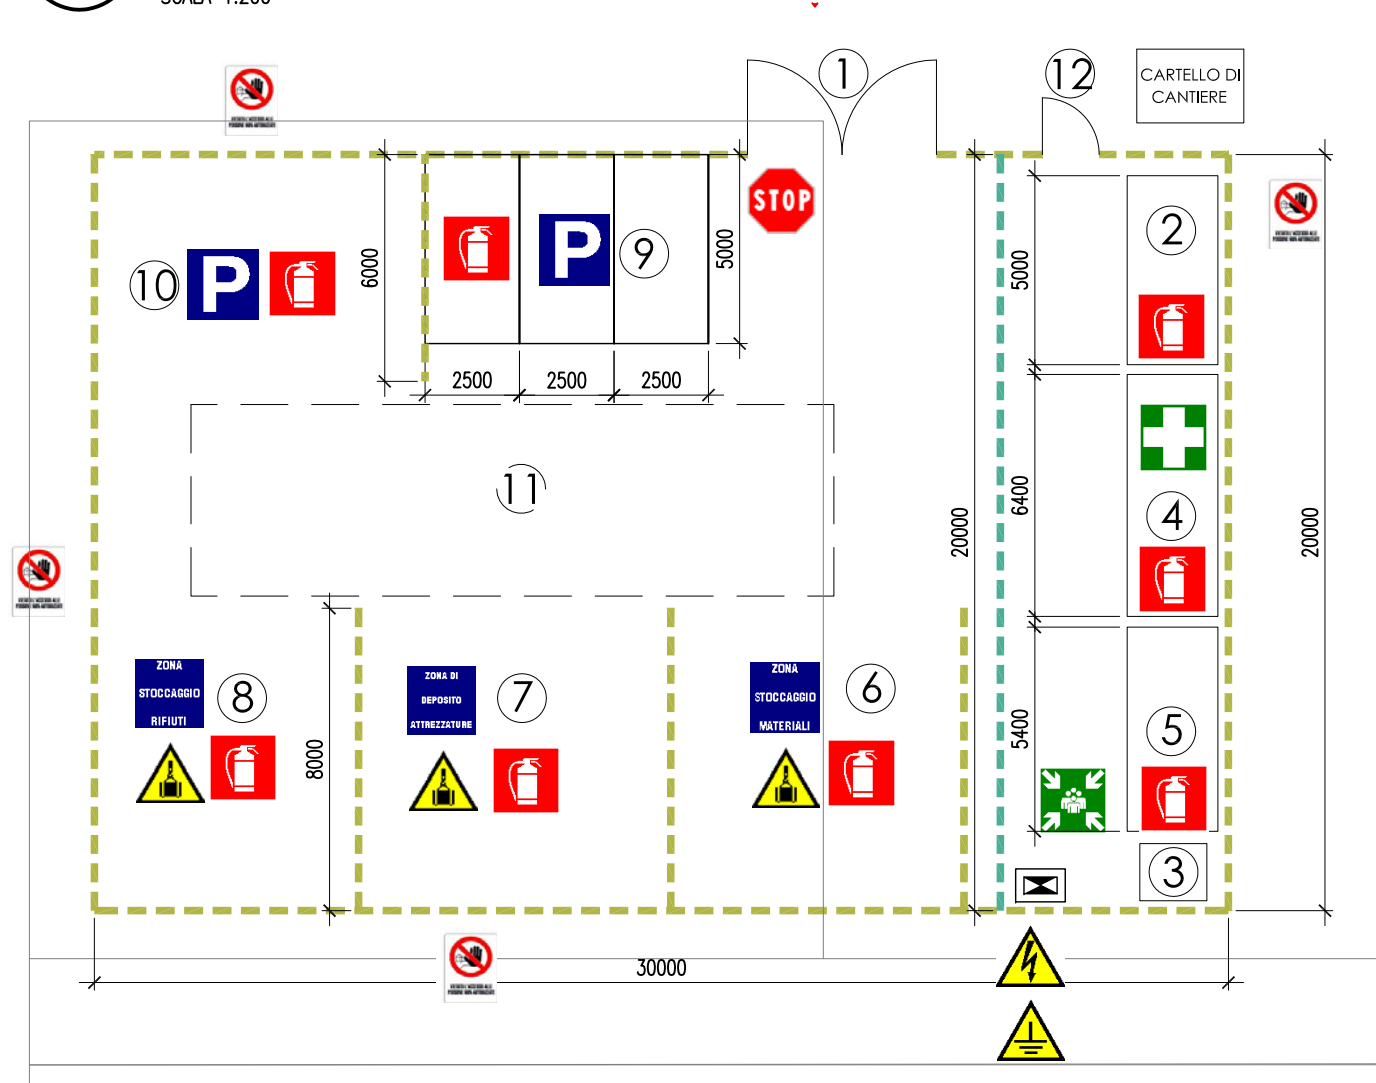 SCALA 1:200
1
12
CARTELLO DI
CANTIERE
STOP
2
P
9
5000
6000
5000
10
P
2500
2500
2500
11
4
6400
20000
20000
ZONA
STOCCAGGIO
RIFIUTI
8
ZONA DI
DEPOSITO
ATTREZZATURE
7
ZONA
STOCCAGGIO
MATERIALI
6
8000
5400
5
3
30000